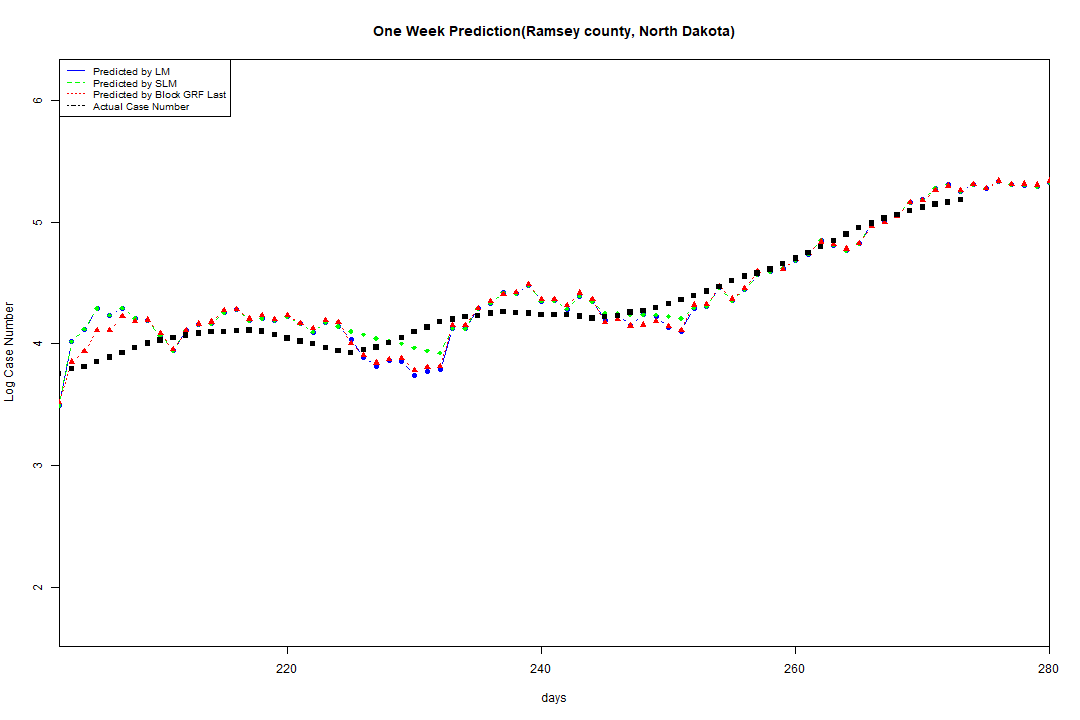 One Week Prediction(Ramsey county, North Dakota)
Predicted by LM
Predicted by SLM
Predicted by Block GRF Last
Actual Case Number
6
5
4
3
2
Log Case Number
220
240
260
280
days